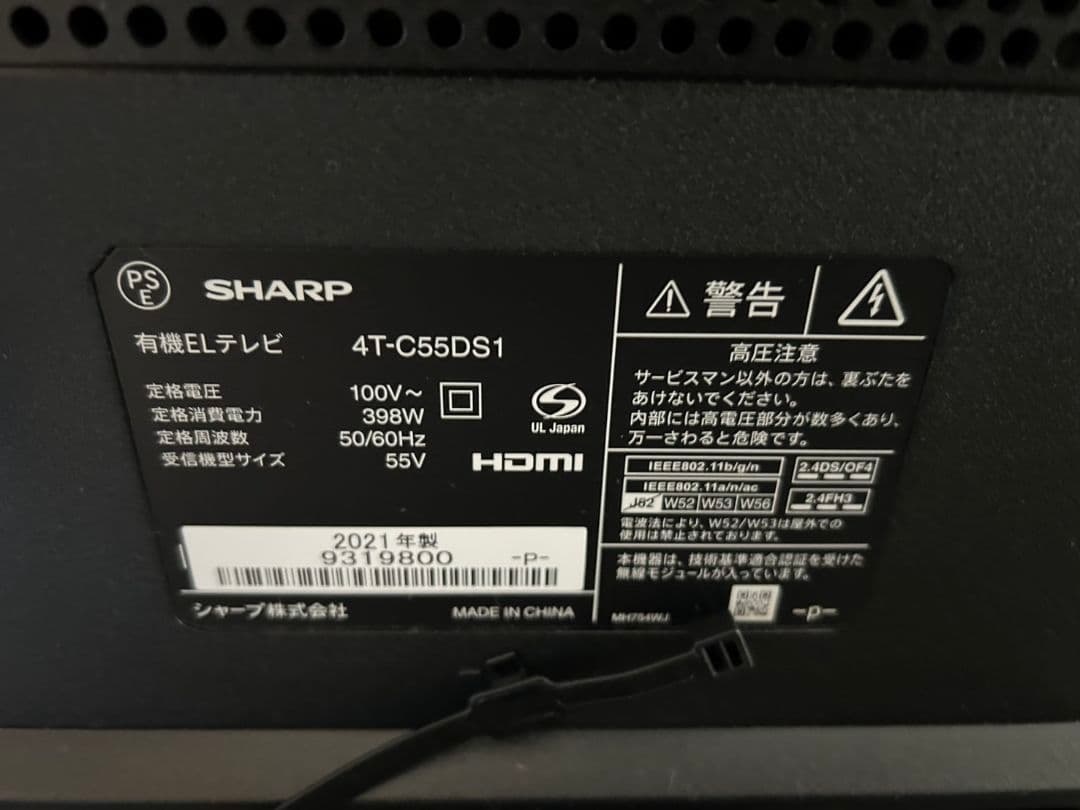 PSE
SHARP
有機ELテレビ 4T-C55DS1
定格電圧 100V～
定格消費電力 398W
定格周波数 50/60Hz
受信機型サイズ 55V
UL Japan
HDMI
2021年製
9319800 -P-
シャープ株式会社 MADE IN CHINA
警告
高圧注意
サービスマン以外の方は、裏ぶたを
あけないでください。
内部には高電圧部分が数多くあり、
万一さわると危険です。
IEEE802.11b/g/n
IEEE802.11a/n/ac
J52 W52 W53 W56
2.4DS/OF4
2.4FH3
電波法により、W52/W53は屋外での
使用は禁止されております。
本機器は、技術基準適合認証を受けた
無線モジュールが入っています。
-P-